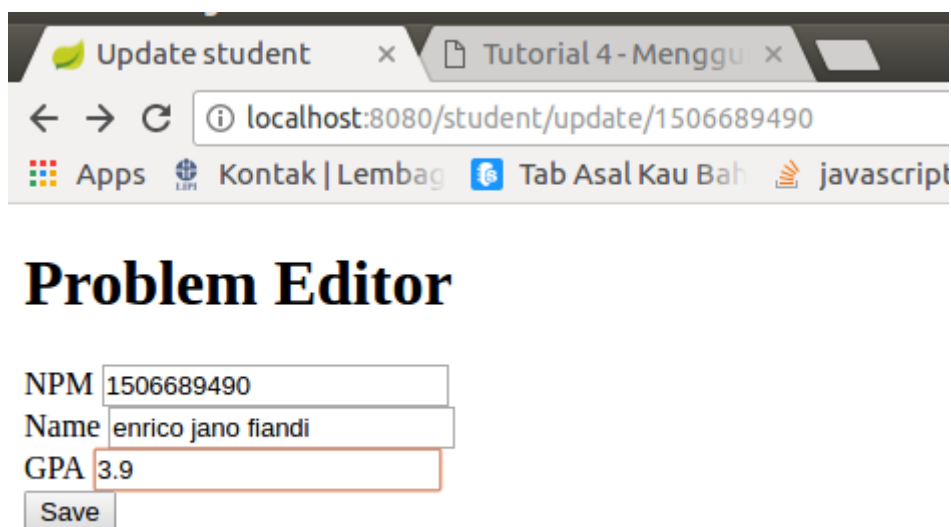 Update student
Tutorial 4 - Menggu
localhost:8080/student/update/1506689490
Apps LIPI Kontak | Lembag Tab Asal Kau Bah javascript
Problem Editor
NPM 1506689490
Name enrico jano fiandi
GPA 3.9
Save